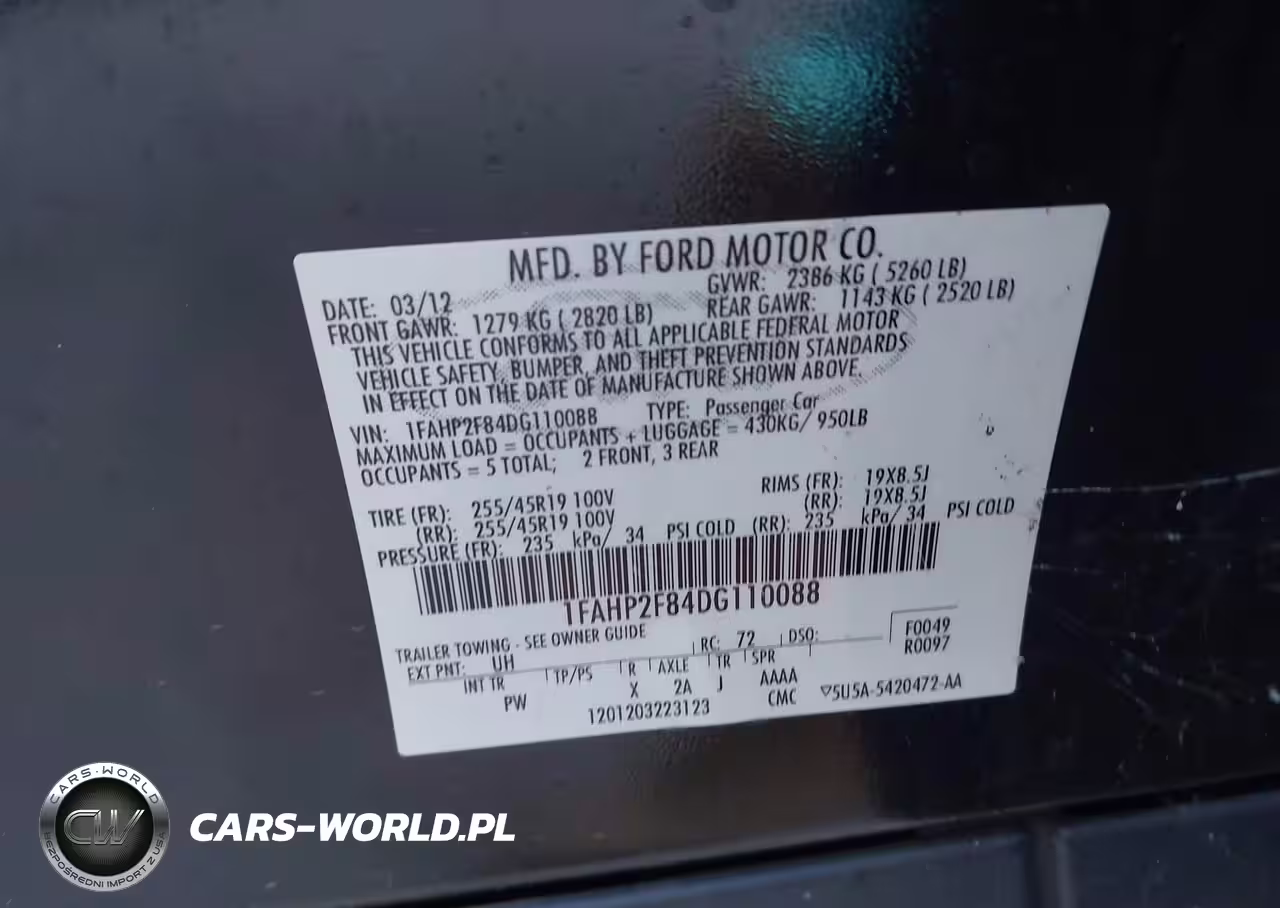 MFD. BY FORD MOTOR CO.
DATE: 03/12 GVWR: 2386 KG ( 5260 LB)
FRONT GAWR: 1279 KG ( 2820 LB) REAR GAWR: 1143 KG ( 2520 LB)
THIS VEHICLE CONFORMS TO ALL APPLICABLE FEDERAL MOTOR
VEHICLE SAFETY, BUMPER, AND THEFT PREVENTION STANDARDS
IN EFFECT ON THE DATE OF MANUFACTURE SHOWN ABOVE.
VIN: 1FAHP2F84DG110088 TYPE: Passenger Car
MAXIMUM LOAD = OCCUPANTS + LUGGAGE = 430KG/ 950LB
OCCUPANTS = 5 TOTAL; 2 FRONT, 3 REAR
TIRE (FR): 255/45R19 100V RIMS (FR): 19X8.5J
(RR): 255/45R19 100V (RR): 19X8.5J
PRESSURE (FR): 235 kPa/ 34 PSI COLD (RR): 235 kPa/ 34 PSI COLD
1FAHP2F84DG110088
TRAILER TOWING - SEE OWNER GUIDE
EXT PNT: UH RC: 72 DSO: F0049
R0097
INT TR TP/PS R AXLE TR SPR
PW X 2A J AAAA
CMC
1201203223123 ▽5U5A-5420472-AA
CARS-WORLD
CW
BEZPOŚREDNI IMPORT Z USA
CARS-WORLD.PL